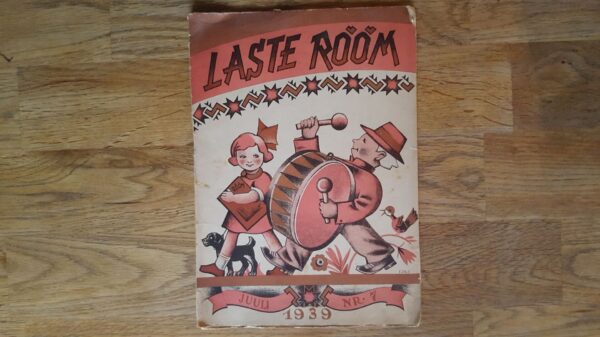 LASTE RÕÕM
JUULI NR. 7
1939